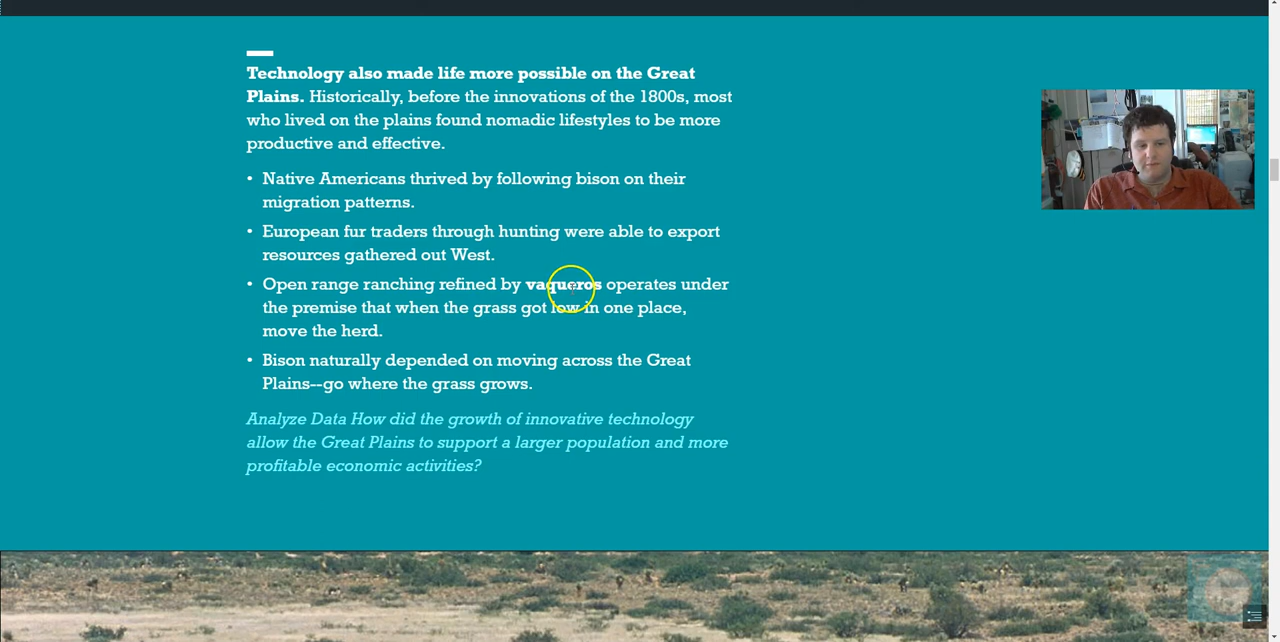 Technology also made life more possible on the Great
Plains. Historically, before the innovations of the 1800s, most
who lived on the plains found nomadic lifestyles to be more
productive and effective.
• Native Americans thrived by following bison on their
migration patterns.
• European fur traders through hunting were able to export
resources gathered out West.
• Open range ranching refined by vaqueros operates under
the premise that when the grass got low in one place,
move the herd.
• Bison naturally depended on moving across the Great
Plains--go where the grass grows.
Analyze Data How did the growth of innovative technology
allow the Great Plains to support a larger population and more
profitable economic activities?